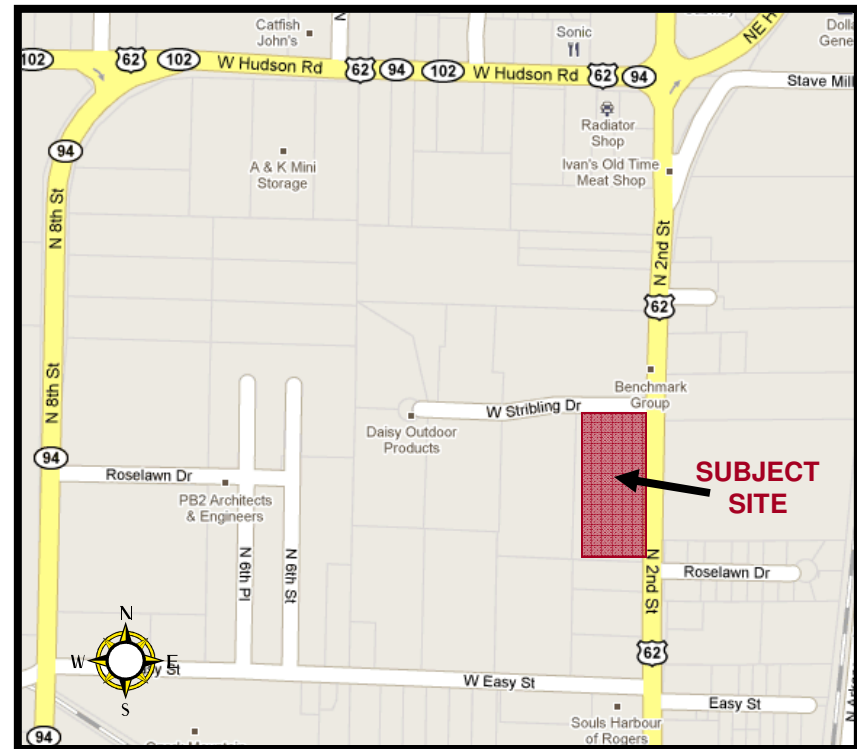 Catfish
John's
N
Sonic
Dolla
Gene
NE H
102
62
102
W Hudson Rd
62
94
102
W Hudson Rd
62
94
Stave Mill
Radiator
Shop
94
A & K Mini
Storage
Ivan's Old Time
Meat Shop
N 8th St
N 2nd St
62
N 8th St
Benchmark
Group
W Stribling Dr
Daisy Outdoor
Products
94
Roselawn Dr
PB2 Architects
& Engineers
SUBJECT
SITE
N 6th Pl
N 6th St
N 2nd St
Roselawn Dr
N
W
E
S
y St
62
W Easy St
Easy St
Souls Harbour
of Rogers
94
N Arkans